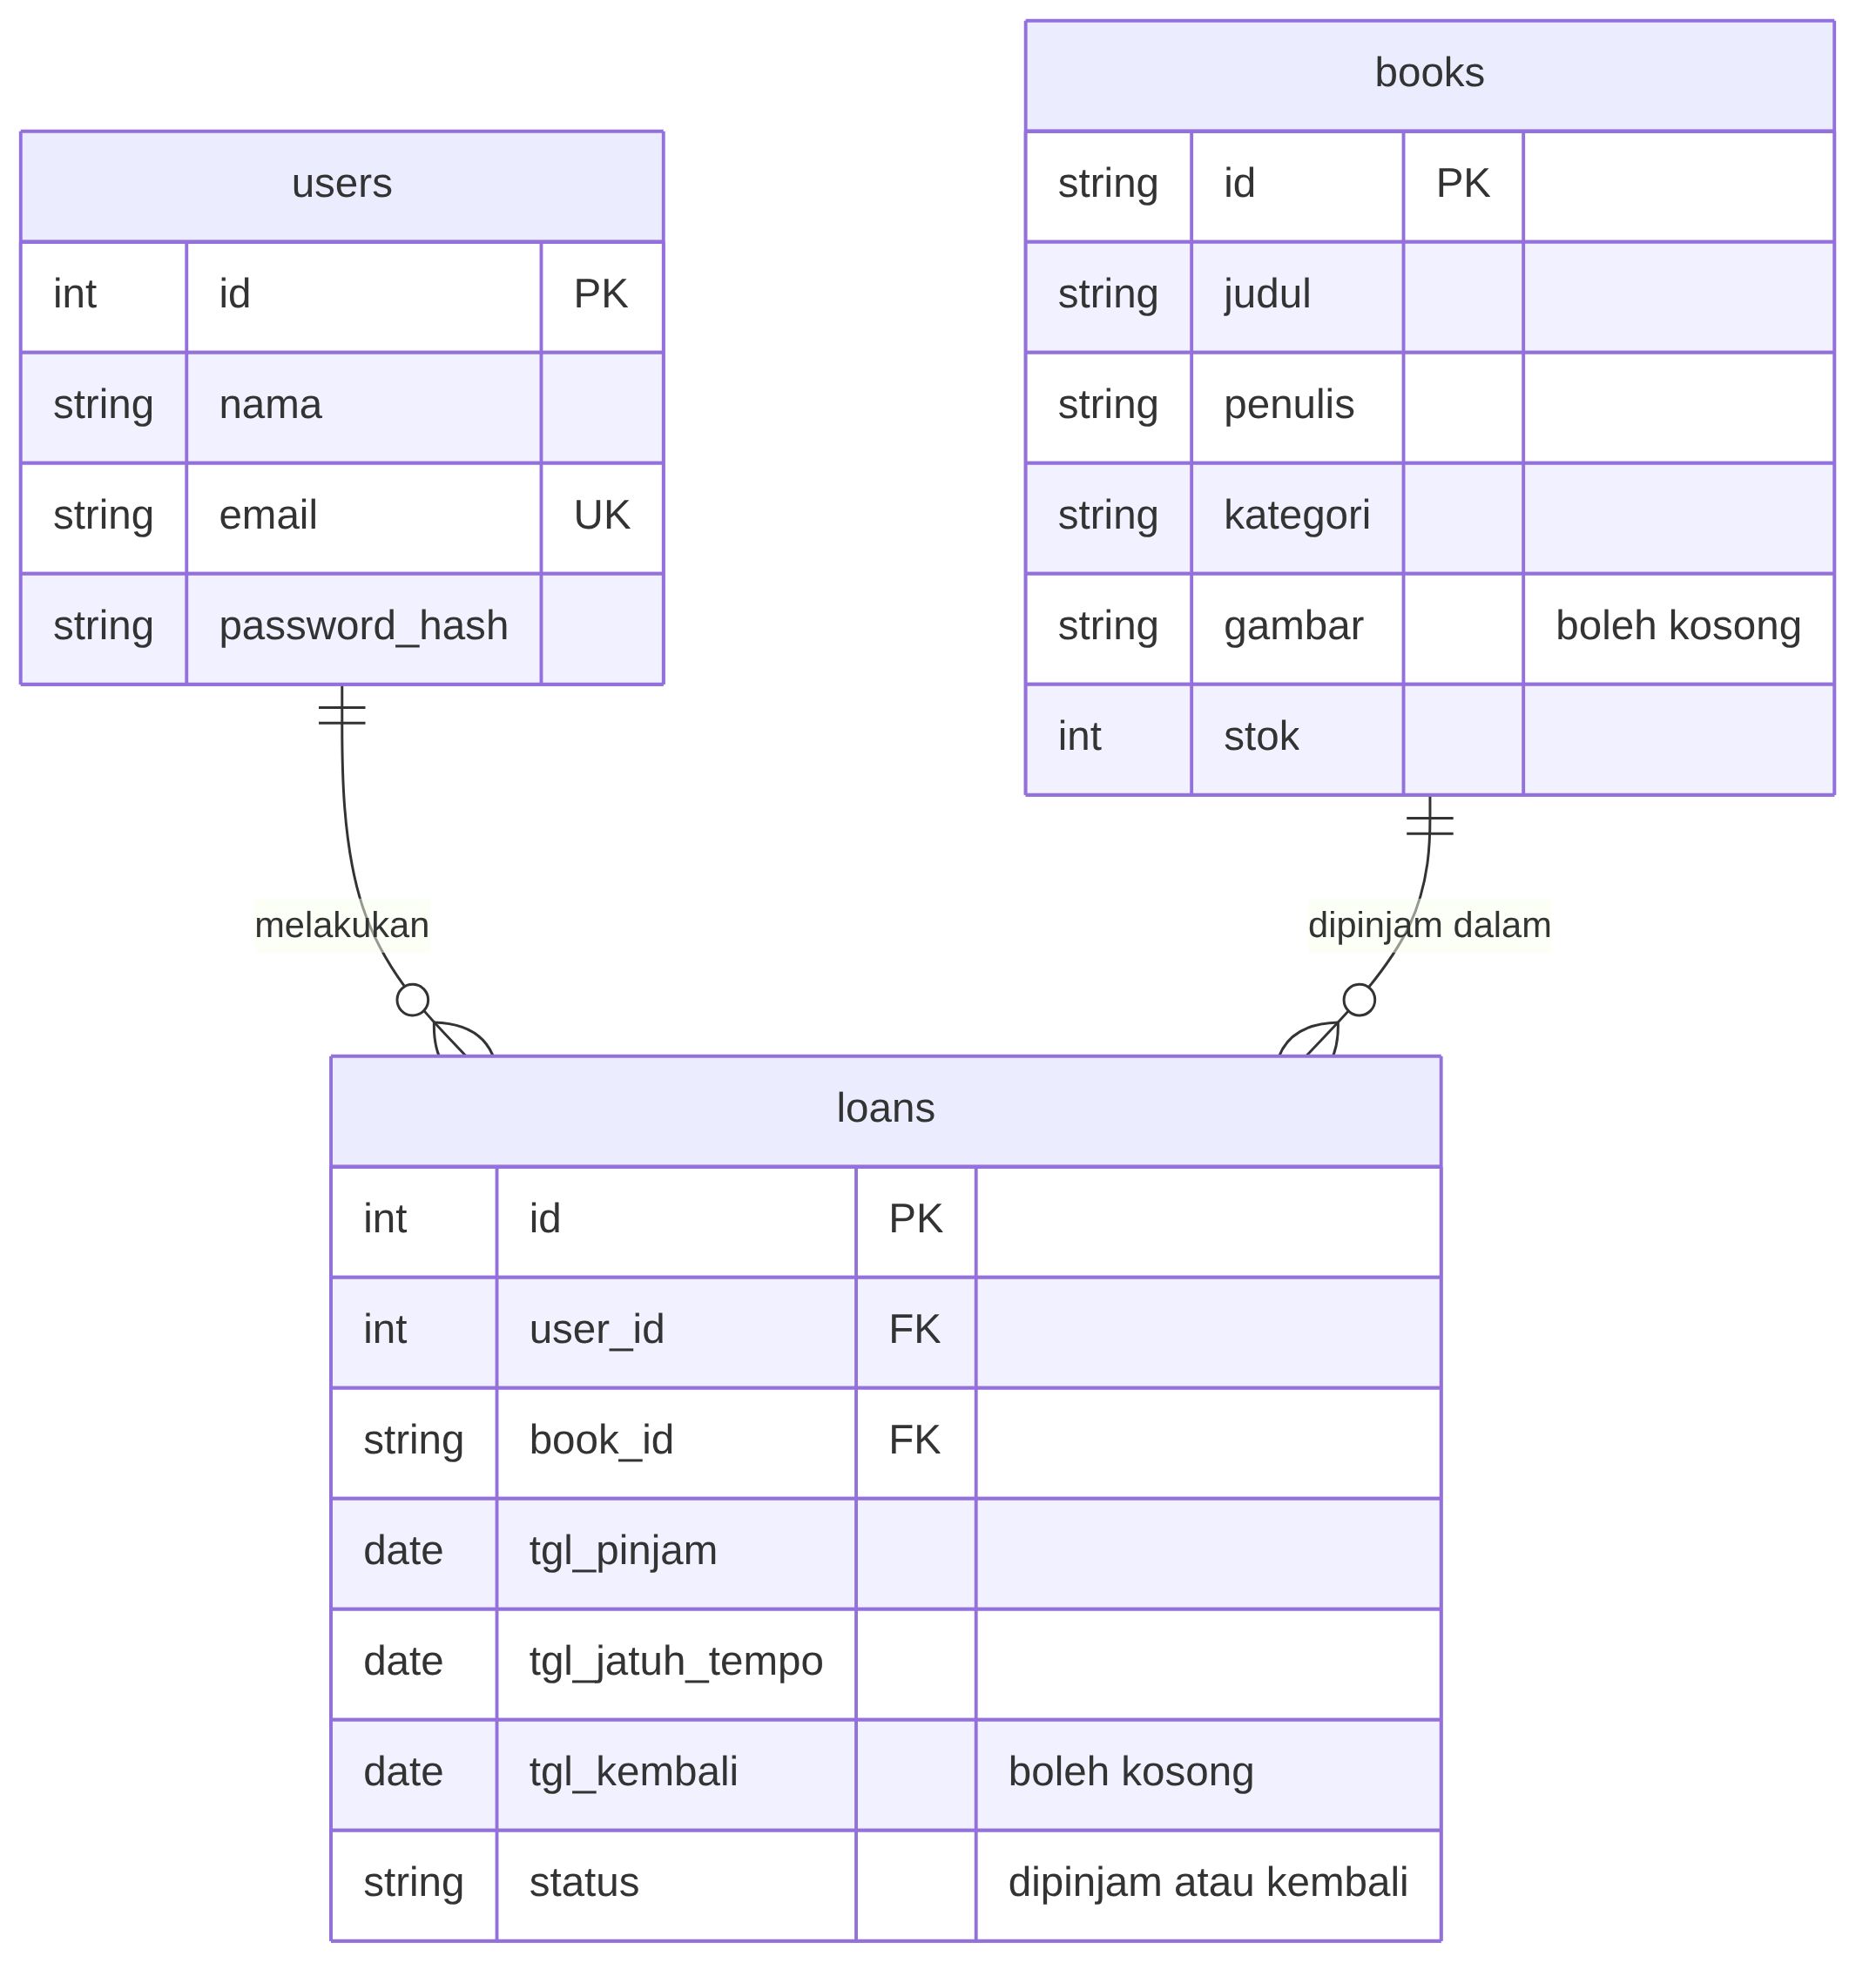 books
string id PK
string judul
string penulis
string kategori
string gambar boleh kosong
int stok
users
int id PK
string nama
string email UK
string password_hash
melakukan
dipinjam dalam
loans
int id PK
int user_id FK
string book_id FK
date tgl_pinjam
date tgl_jatuh_tempo
date tgl_kembali boleh kosong
string status dipinjam atau kembali